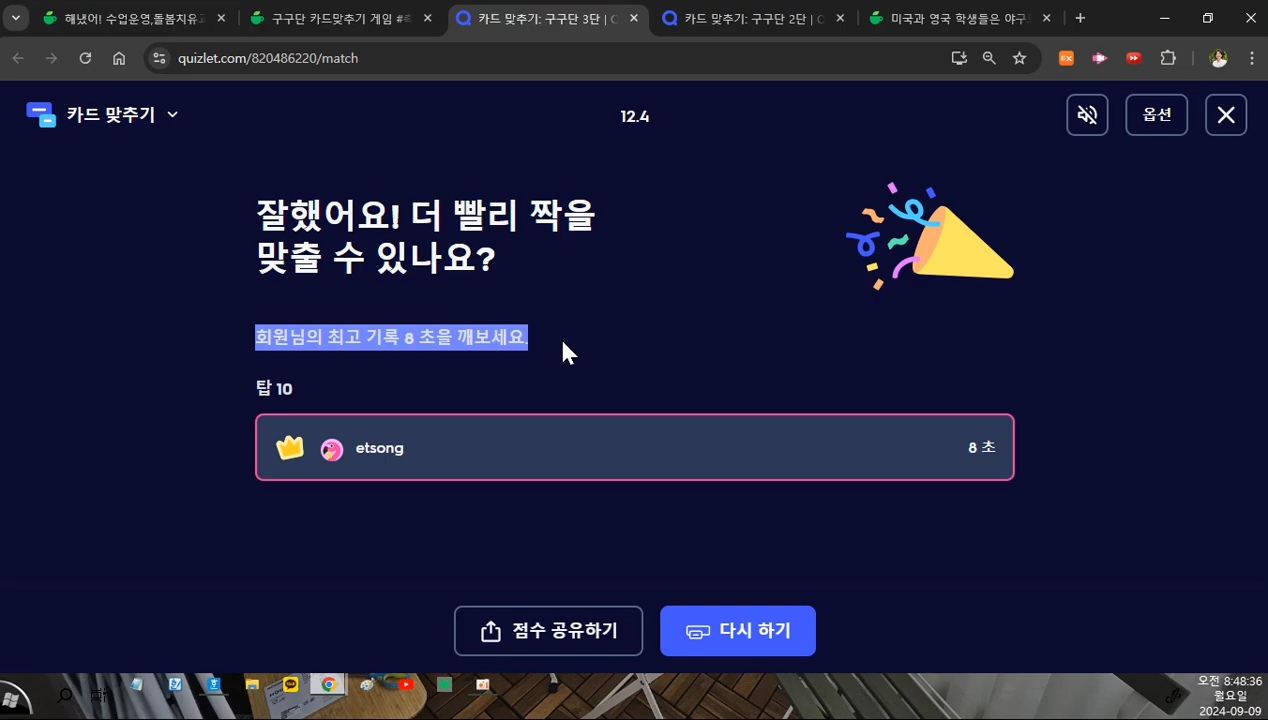 해냈어! 수업운영,돌봄지유
구구단 카드맞추기 게임 #
카드 맞추기: 구구단 3단 |
카드 맞추기: 구구단 2단 |
미국과 영국 학생들은 야구
quizlet.com/820486220/match
카드 맞추기
12.4
옵션
잘했어요! 더 빨리 짝을
맞출 수 있나요?
회원님의 최고 기록 8 초을 깨보세요.
탑 10
etsong
8 초
점수 공유하기
다시 하기
오전 8:48:36
월요일
2024-09-09